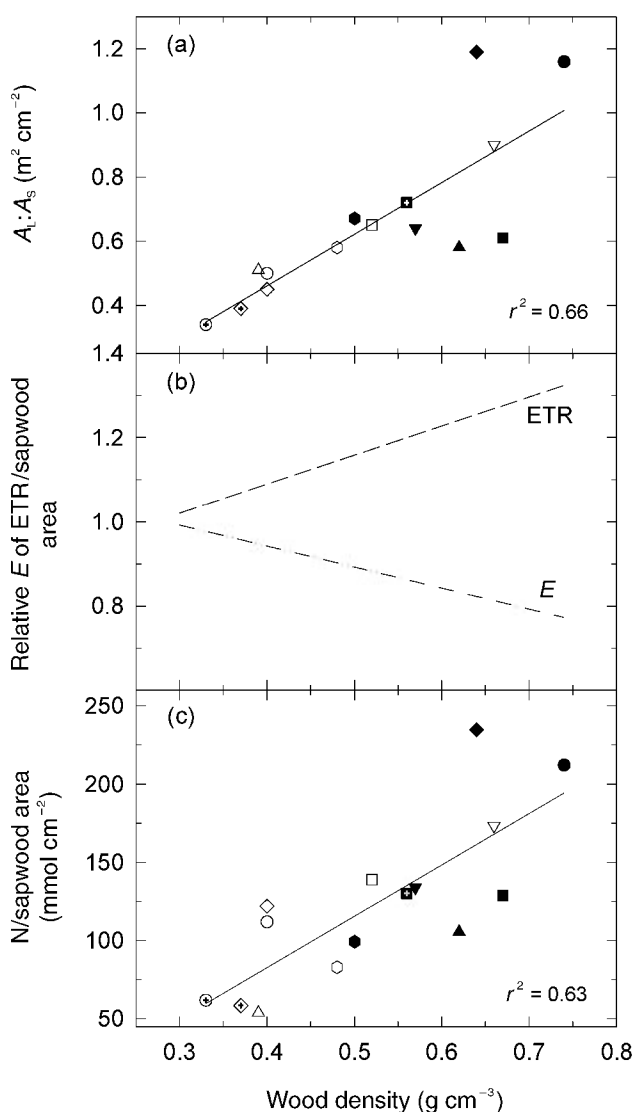 (a)
1.2
1.0
0.8
0.6
0.4
A_L:A_S (m² cm⁻²)
r² = 0.66
1.4
(b)
1.2
1.0
0.8
Relative E of ETR/sapwood
area
ETR
E
250
(c)
200
150
100
50
N/sapwood area
(mmol cm⁻²)
r² = 0.63
0.3 0.4 0.5 0.6 0.7 0.8
Wood density (g cm⁻³)